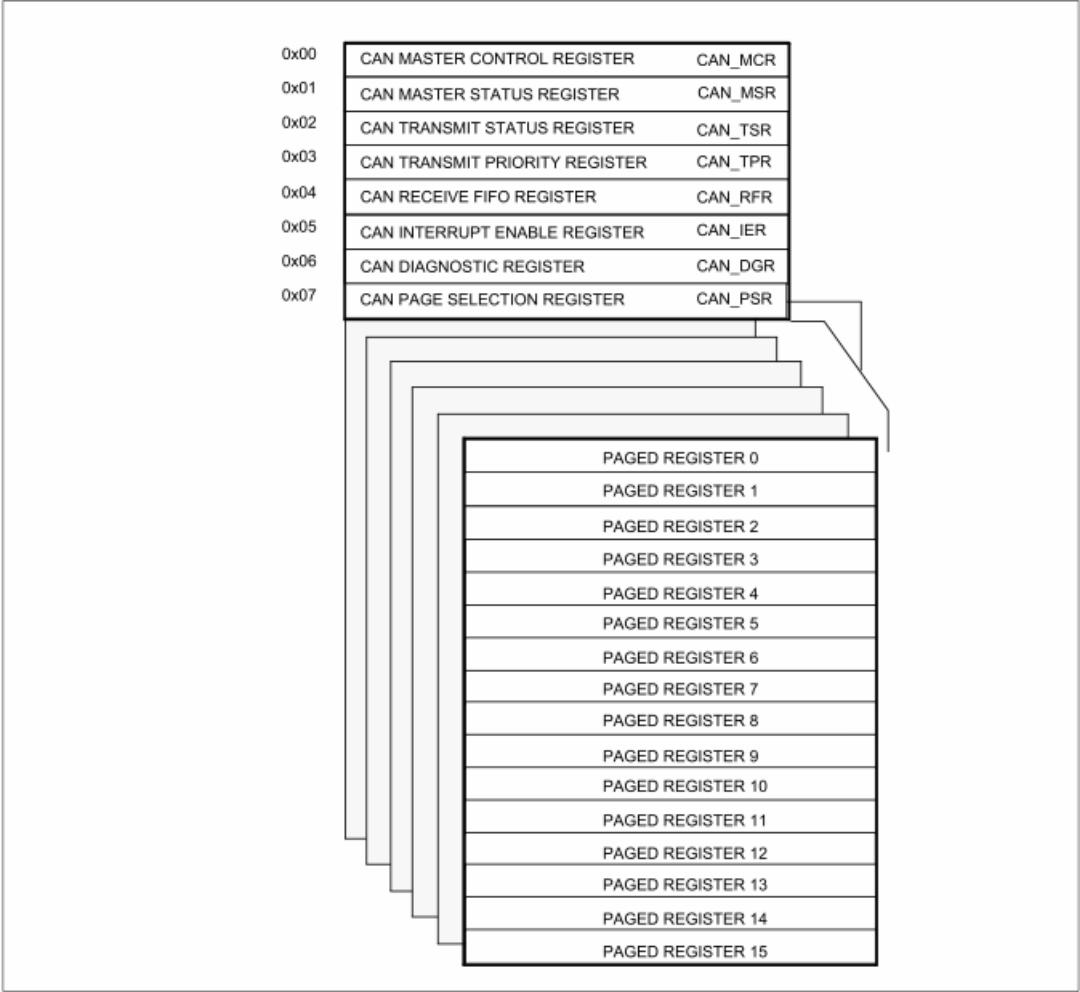 0x00 CAN MASTER CONTROL REGISTER CAN_MCR
0x01 CAN MASTER STATUS REGISTER CAN_MSR
0x02 CAN TRANSMIT STATUS REGISTER CAN_TSR
0x03 CAN TRANSMIT PRIORITY REGISTER CAN_TPR
0x04 CAN RECEIVE FIFO REGISTER CAN_RFR
0x05 CAN INTERRUPT ENABLE REGISTER CAN_IER
0x06 CAN DIAGNOSTIC REGISTER CAN_DGR
0x07 CAN PAGE SELECTION REGISTER CAN_PSR
PAGED REGISTER 0
PAGED REGISTER 1
PAGED REGISTER 2
PAGED REGISTER 3
PAGED REGISTER 4
PAGED REGISTER 5
PAGED REGISTER 6
PAGED REGISTER 7
PAGED REGISTER 8
PAGED REGISTER 9
PAGED REGISTER 10
PAGED REGISTER 11
PAGED REGISTER 12
PAGED REGISTER 13
PAGED REGISTER 14
PAGED REGISTER 15